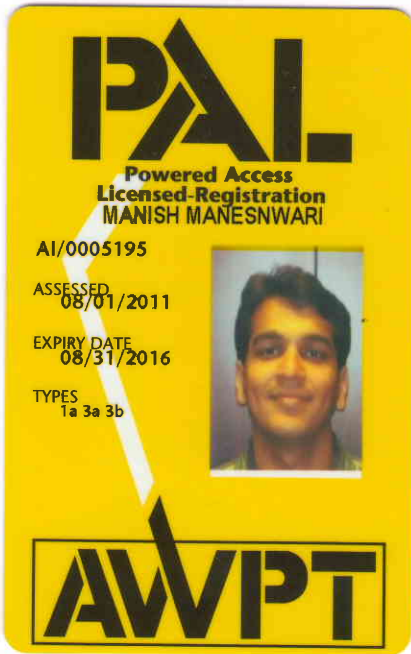 PAL
Powered Access
Licensed-Registration
MANISH MANESNWARI
AI/0005195
ASSESSED
08/01/2011
EXPIRY DATE
08/31/2016
TYPES
1a 3a 3b
AWPT